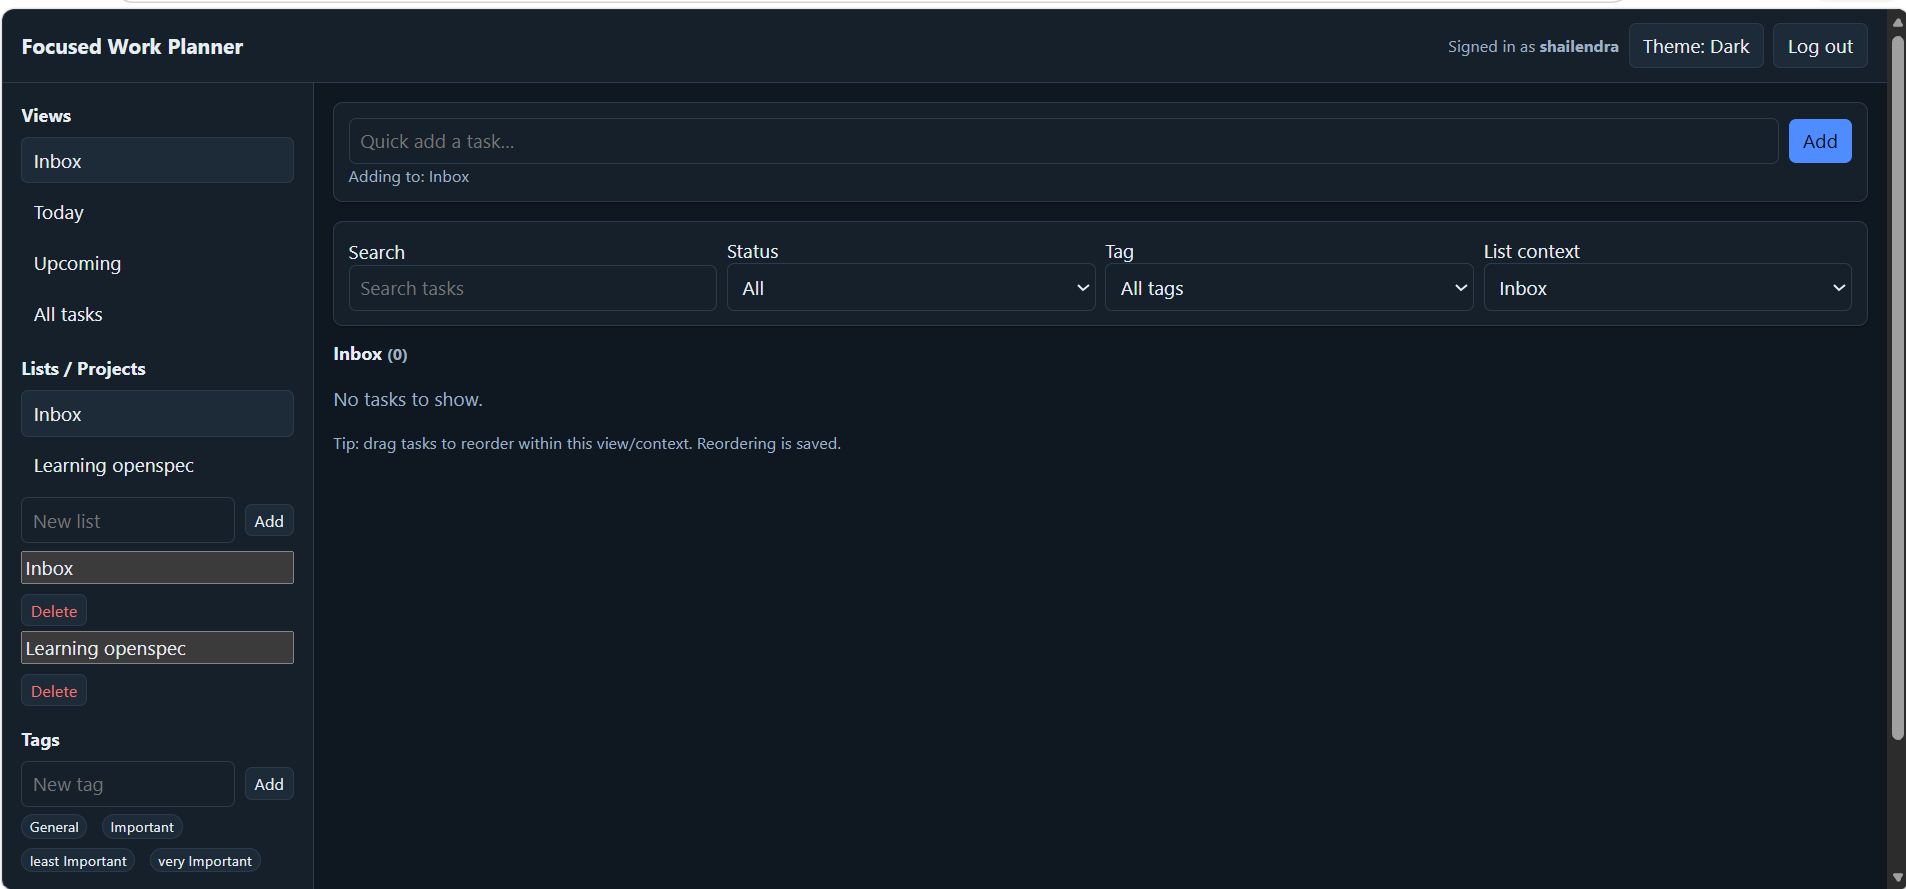 Focused Work Planner
Signed in as shailendra
Theme: Dark
Log out
Views
Inbox
Today
Upcoming
All tasks
Lists / Projects
Inbox
Learning openspec
New list
Add
Inbox
Delete
Learning openspec
Delete
Tags
New tag
Add
General
Important
least Important
very Important
Quick add a task...
Add
Adding to: Inbox
Search
Search tasks
Status
All
Tag
All tags
List context
Inbox
Inbox (0)
No tasks to show.
Tip: drag tasks to reorder within this view/context. Reordering is saved.